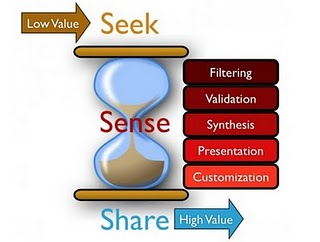 Low Value
Seek
Filtering
Validation
Sense
Synthesis
Presentation
Customization
Share
High Value